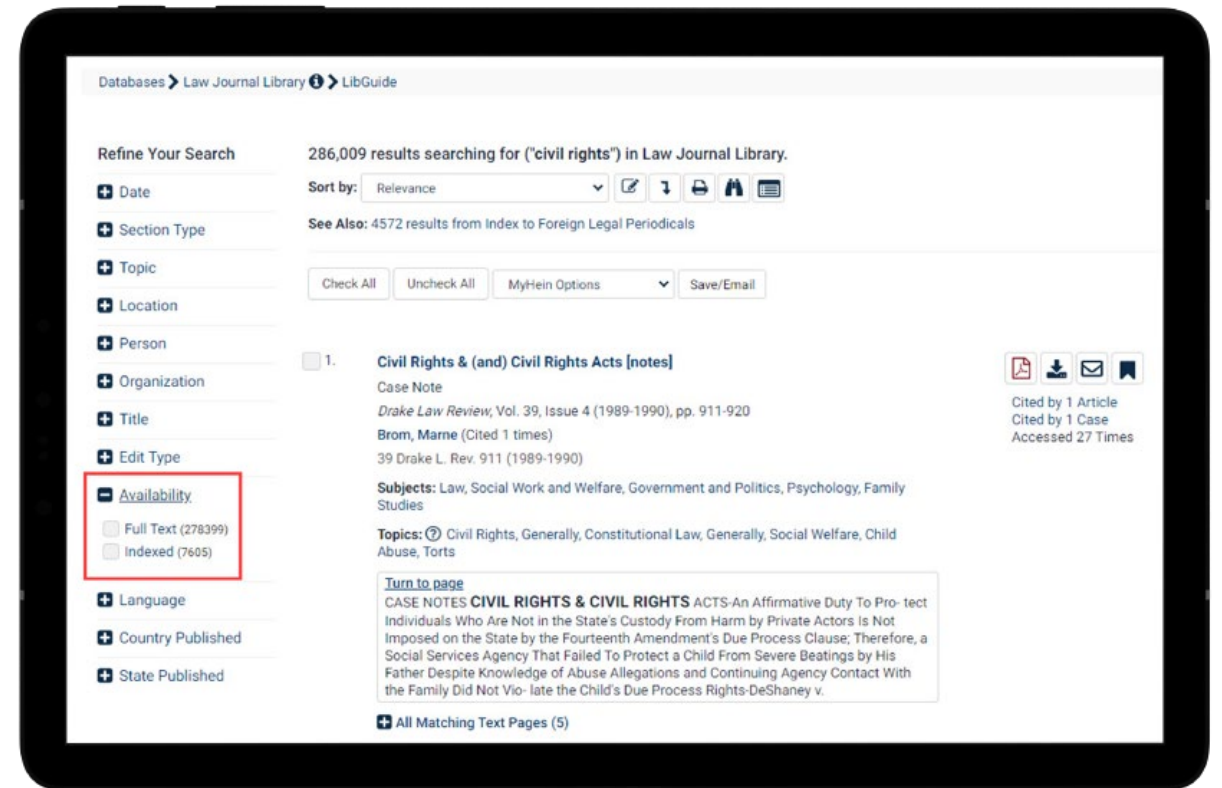 Databases > Law Journal Library > LibGuide
Refine Your Search
Date
Section Type
Topic
Location
Person
Organization
Title
Edit Type
Availability
Full Text (278399)
Indexed (7605)
Language
Country Published
State Published
286,009 results searching for ("civil rights") in Law Journal Library.
Sort by: Relevance
See Also: 4572 results from Index to Foreign Legal Periodicals
Check All Uncheck All MyHein Options Save/Email
1. Civil Rights & (and) Civil Rights Acts [notes]
Case Note
Drake Law Review, Vol. 39, Issue 4 (1989-1990), pp. 911-920
Brom, Marne (Cited 1 times)
39 Drake L. Rev. 911 (1989-1990)
Subjects: Law, Social Work and Welfare, Government and Politics, Psychology, Family
Studies
Topics: Civil Rights, Generally, Constitutional Law, Generally, Social Welfare, Child
Abuse, Torts
Turn to page
CASE NOTES CIVIL RIGHTS & CIVIL RIGHTS ACTS-An Affirmative Duty To Pro- tect
Individuals Who Are Not in the State's Custody From Harm by Private Actors Is Not
Imposed on the State by the Fourteenth Amendment's Due Process Clause; Therefore, a
Social Services Agency That Failed To Protect a Child From Severe Beatings by His
Father Despite Knowledge of Abuse Allegations and Continuing Agency Contact With
the Family Did Not Vio- late the Child's Due Process Rights-DeShaney v.
All Matching Text Pages (5)
Cited by 1 Article
Cited by 1 Case
Accessed 27 Times